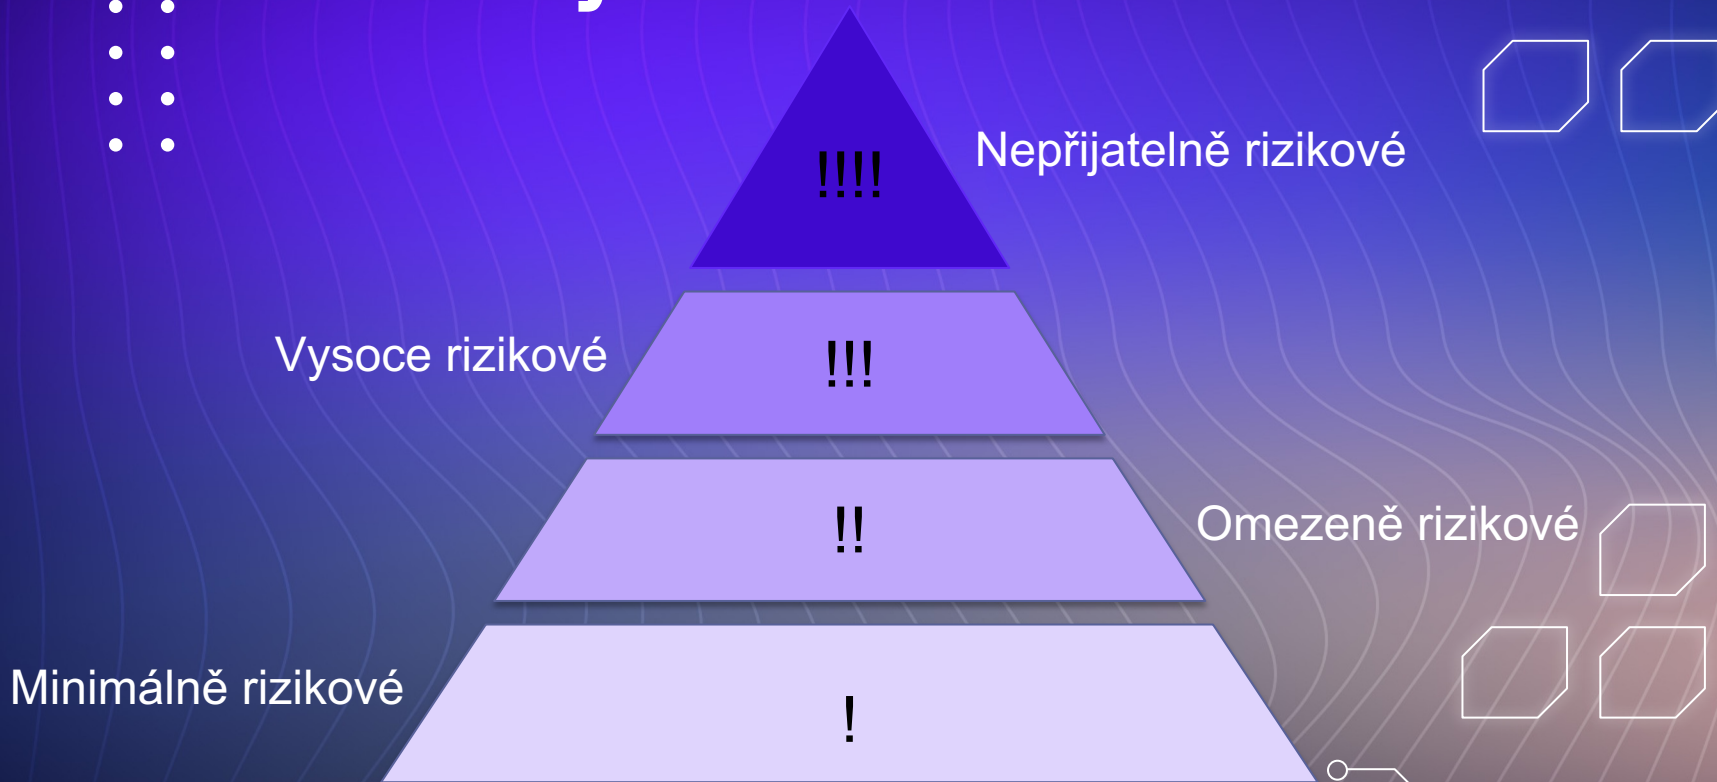 !!!!
Nepřijatelně rizikové
Vysoce rizikové
!!!
!!
Omezeně rizikové
Minimálně rizikové
!